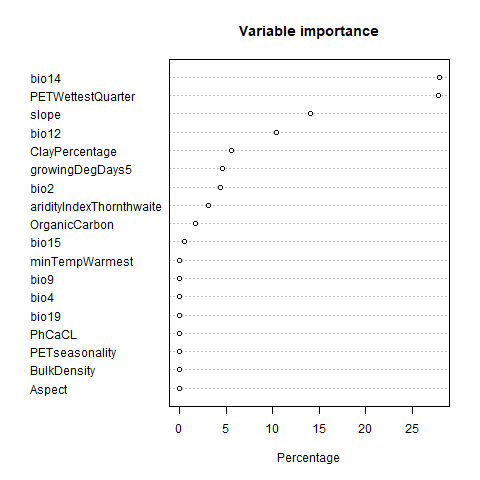 Variable importance
bio14
PETWettestQuarter
slope
bio12
ClayPercentage
growingDegDays5
bio2
aridityIndexThornthwaite
OrganicCarbon
bio15
minTempWarmest
bio9
bio4
bio19
PhCaCL
PETseasonality
BulkDensity
Aspect
0 5 10 15 20 25
Percentage